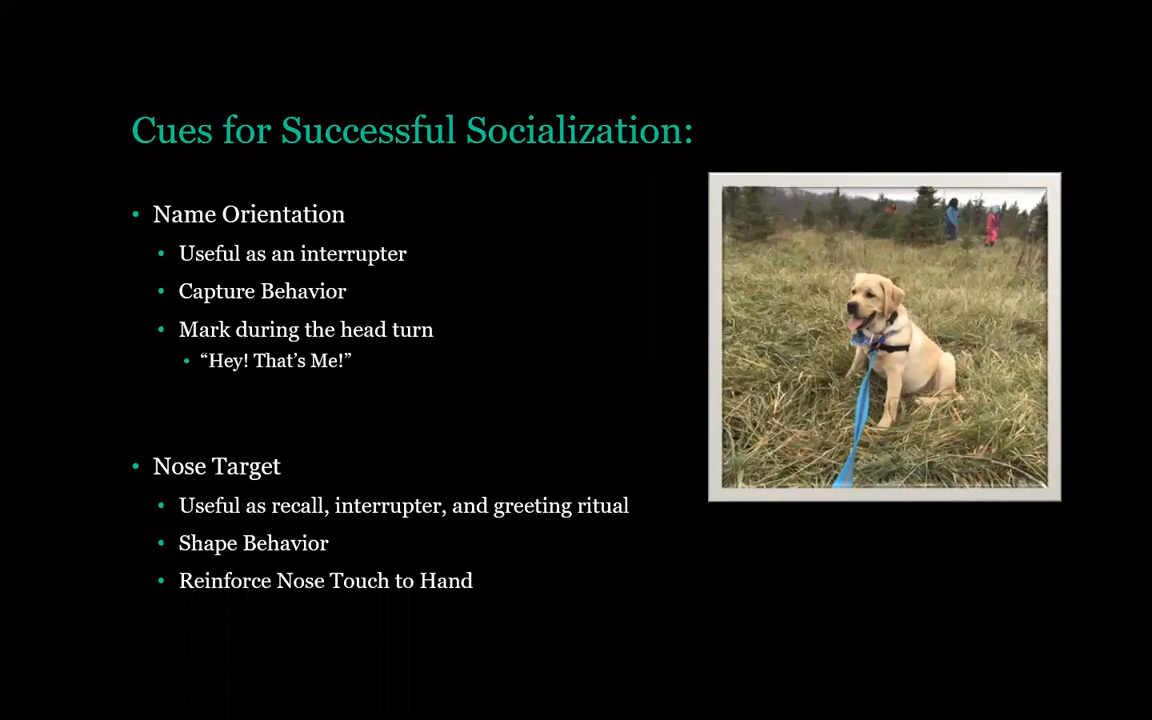 Cues for Successful Socialization:
• Name Orientation
• Useful as an interrupter
• Capture Behavior
• Mark during the head turn
• “Hey! That’s Me!”
• Nose Target
• Useful as recall, interrupter, and greeting ritual
• Shape Behavior
• Reinforce Nose Touch to Hand